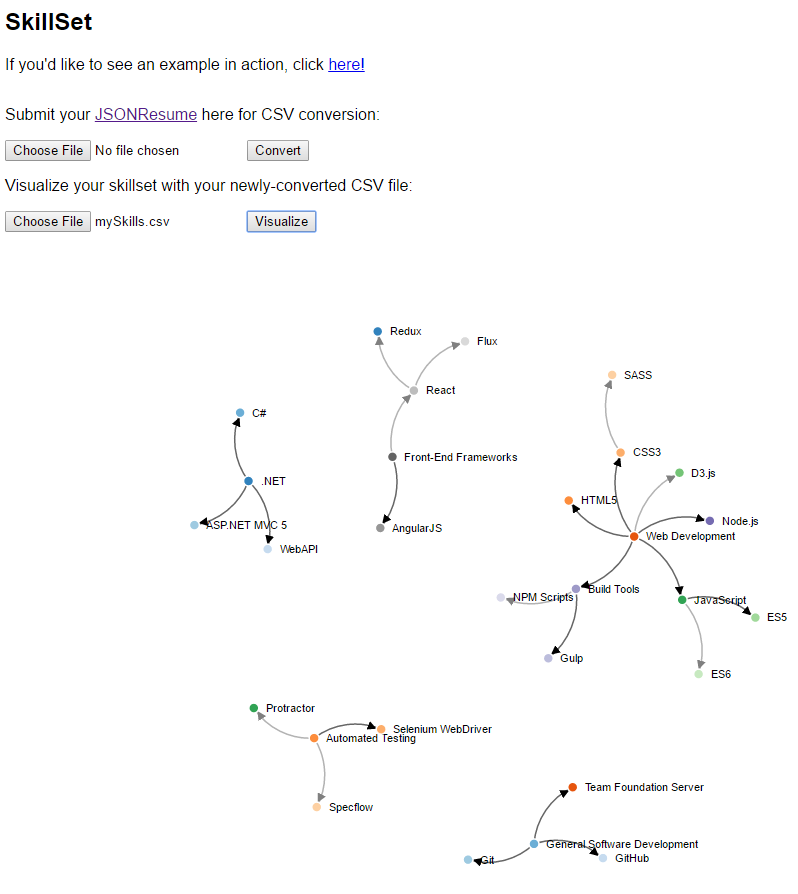 SkillSet
If you'd like to see an example in action, click here!
Submit your JSONResume here for CSV conversion:
Choose File No file chosen Convert
Visualize your skillset with your newly-converted CSV file:
Choose File mySkills.csv Visualize
Redux
Flux
SASS
React
C#
CSS3
Front-End Frameworks
D3.js
.NET
HTML5
Node.js
ASP.NET MVC 5
AngularJS
Web Development
WebAPI
Build Tools
NPM Scripts
JavaScript
ES5
Gulp
ES6
Protractor
Selenium WebDriver
Automated Testing
Team Foundation Server
Specflow
General Software Development
Git
GitHub